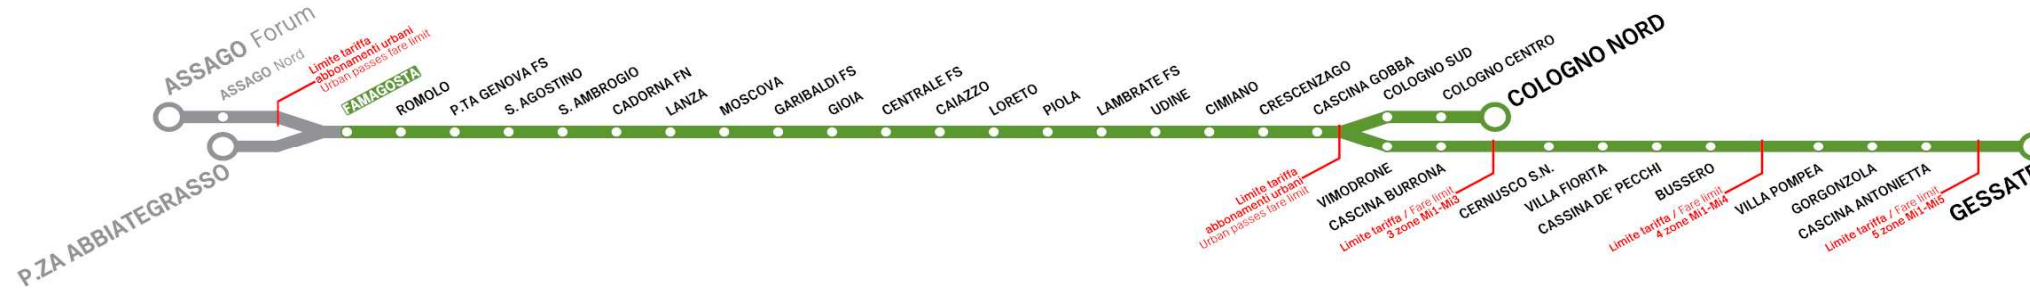 ASSAGO Forum
ASSAGO Nord
Limite tariffa
abbonamenti urbani
Urban passes fare limit
P.ZA ABBIATEGRASSO
FAMAGOSTA
ROMOLO
P.TA GENOVA FS
S. AGOSTINO
S. AMBROGIO
CADORNA FN
LANZA
MOSCOVA
GARIBALDI FS
GIOIA
CENTRALE FS
CAIAZZO
LORETO
PIOLA
LAMBRATE FS
UDINE
CIMIANO
CRESCENZAGO
CASCINA GOBBA
COLOGNO SUD
COLOGNO CENTRO
COLOGNO NORD
Limite tariffa
abbonamenti urbani
Urban passes fare limit
VIMODRONE
CASCINA BURRONA
Limite tariffa / Fare limit
3 zone Mi1-Mi3
CERNUSCO S.N.
VILLA FIORITA
CASSINA DE' PECCHI
BUSSERO
Limite tariffa / Fare limit
4 zone Mi1-Mi4
VILLA POMPEA
GORGONZOLA
CASCINA ANTONIETTA
Limite tariffa / Fare limit
5 zone Mi1-Mi5
GESSATE